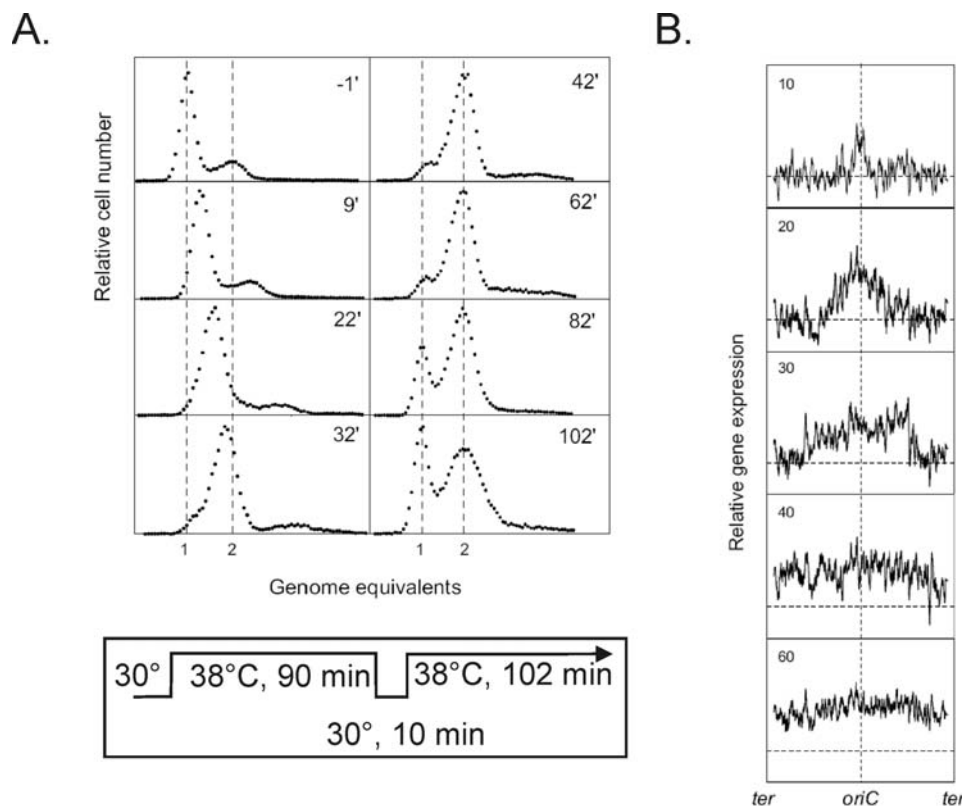 A.
B.
Relative cell number
-1'
42'
9'
62'
22'
82'
32'
102'
1
2
1
2
Genome equivalents
30° 38°C, 90 min 38°C, 102 min
30°, 10 min
Relative gene expression
10
20
30
40
60
ter oriC ter